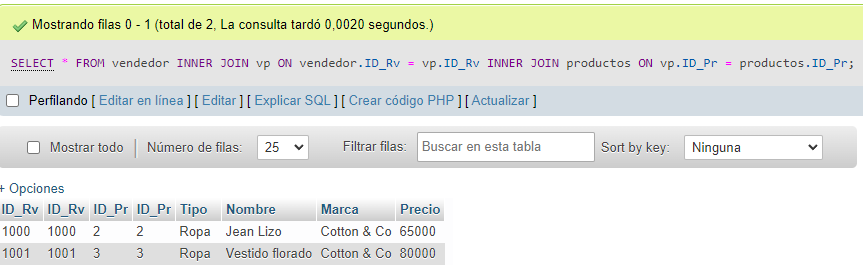 Mostrando filas 0 - 1 (total de 2, La consulta tardó 0,0020 segundos.)
SELECT * FROM vendedor INNER JOIN vp ON vendedor.ID_Rv = vp.ID_Rv INNER JOIN productos ON vp.ID_Pr = productos.ID_Pr;
Perfilando [ Editar en línea ] [ Editar ] [ Explicar SQL ] [ Crear código PHP ] [ Actualizar ]
Mostrar todo Número de filas: 25 Filtrar filas: Buscar en esta tabla Sort by key: Ninguna
+ Opciones
ID_Rv ID_Rv ID_Pr ID_Pr Tipo Nombre Marca Precio
1000 1000 2 2 Ropa Jean Lizo Cotton & Co 65000
1001 1001 3 3 Ropa Vestido florado Cotton & Co 80000